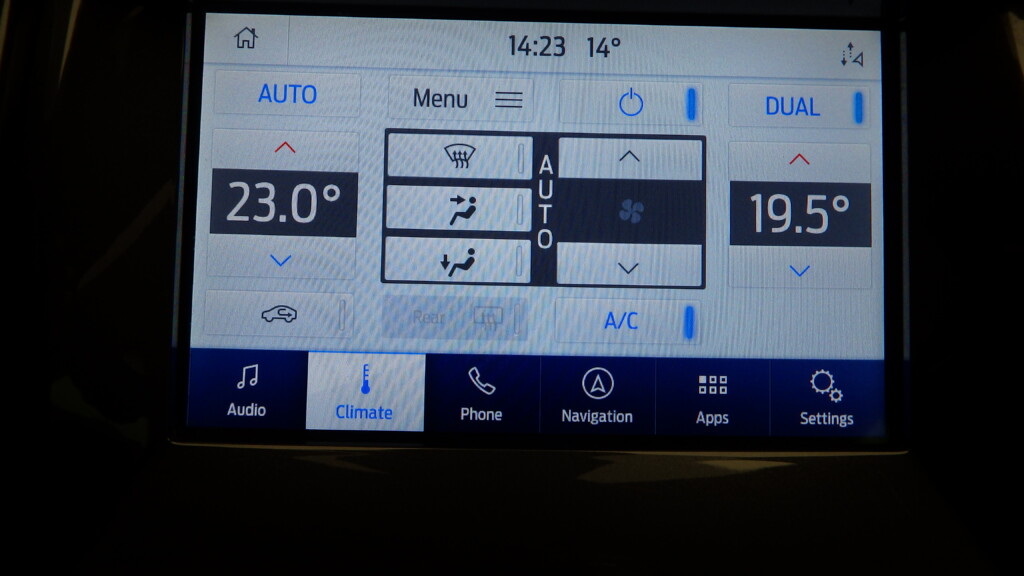 14:23 14°
AUTO
Menu
DUAL
23.0°
AUTO
19.5°
Rear
A/C
Audio
Climate
Phone
Navigation
Apps
Settings